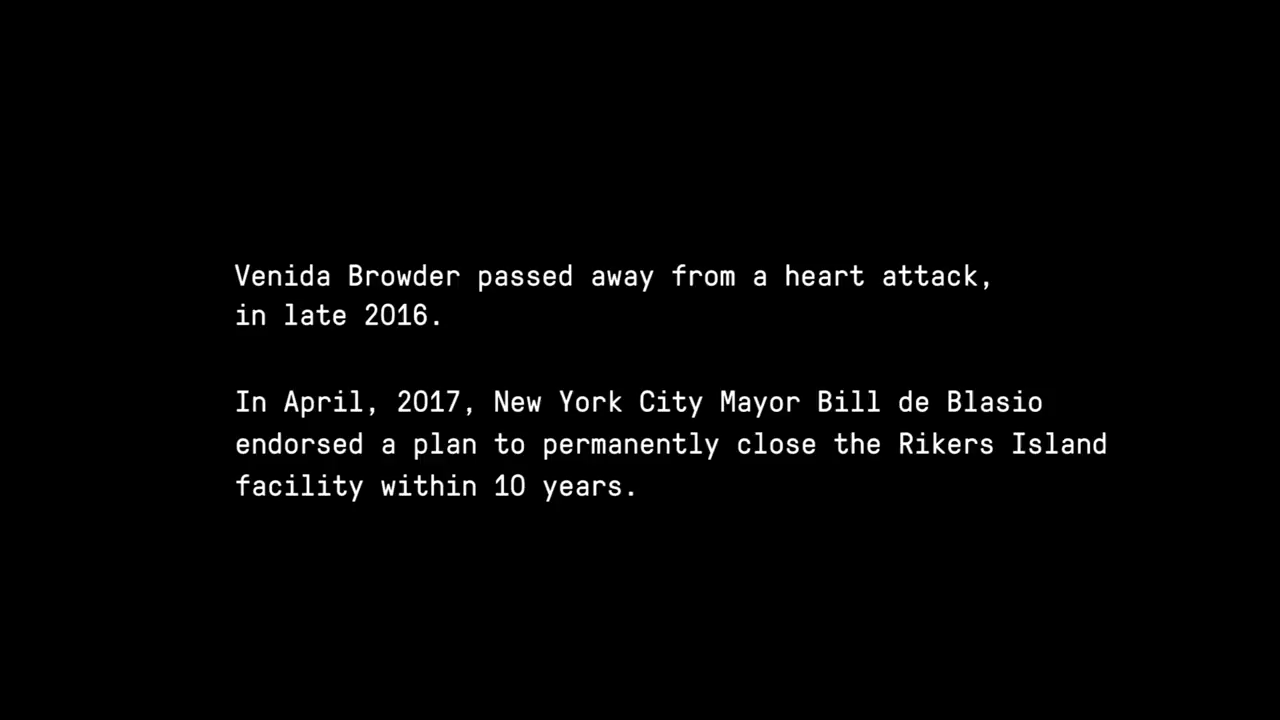 Venida Browder passed away from a heart attack,
in late 2016.
In April, 2017, New York City Mayor Bill de Blasio
endorsed a plan to permanently close the Rikers Island
facility within 10 years.